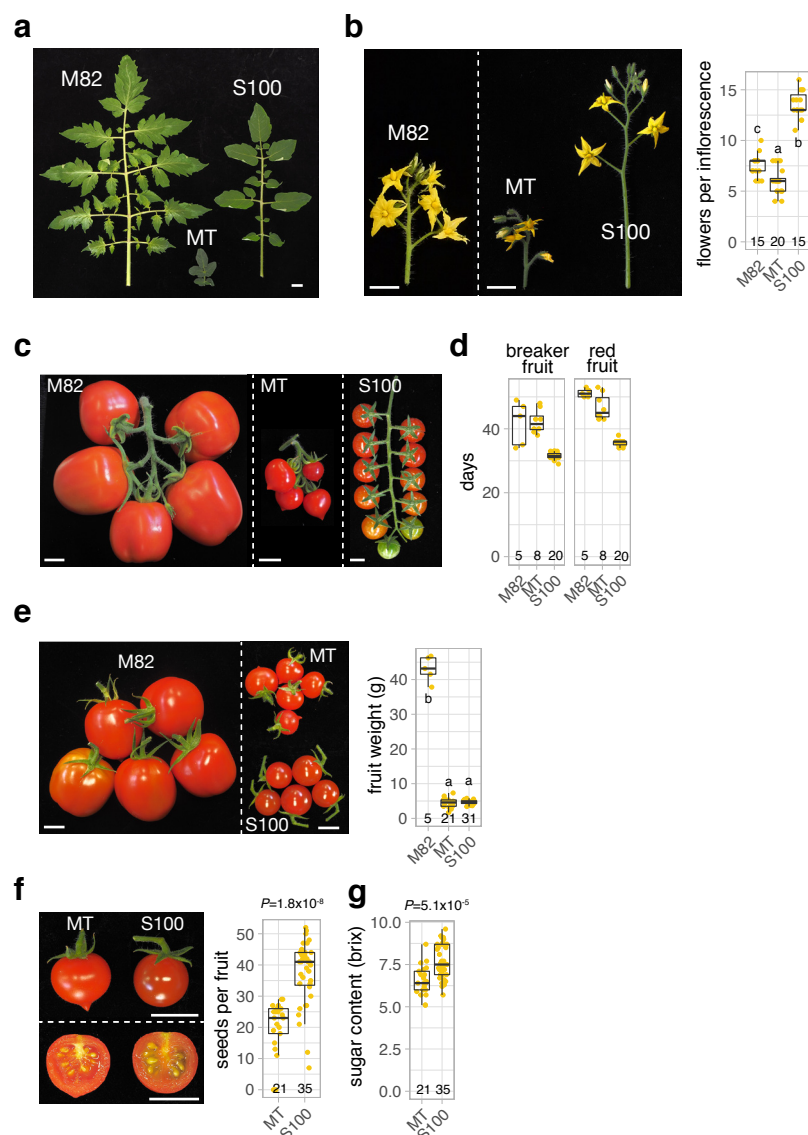 a
M82
S100
MT
b
M82
MT
S100
flowers per inflorescence
15
10
5
0
c
a
b
15 20 15
M82
MT
S100
c
M82
MT
S100
d
breaker fruit
red fruit
days
40
20
0
5 8 20
5 8 20
M82
MT
S100
M82
MT
S100
e
M82
MT
S100
fruit weight (g)
40
30
20
10
0
b
a
a
5 21 31
M82
MT
S100
f
MT
S100
P=1.8x10⁻⁸
seeds per fruit
50
40
30
20
10
0
21 35
MT
S100
g
P=5.1x10⁻⁵
sugar content (brix)
10.0
7.5
5.0
2.5
0.0
21 35
MT
S100